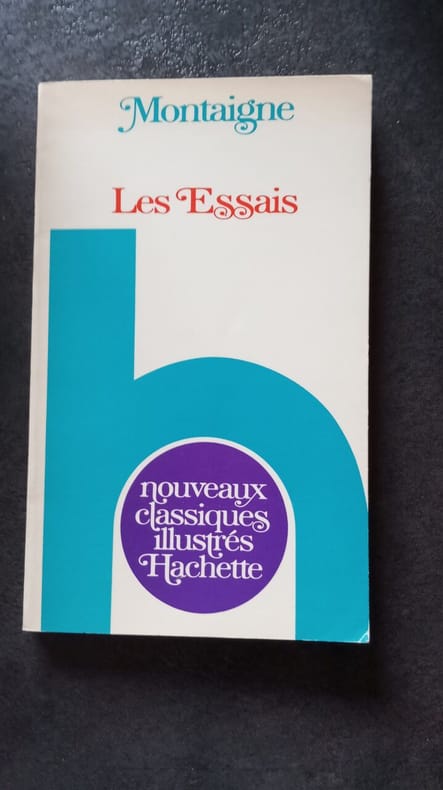 Montaigne
Les Essais
nouveaux
classiques
illustrés
Hachette